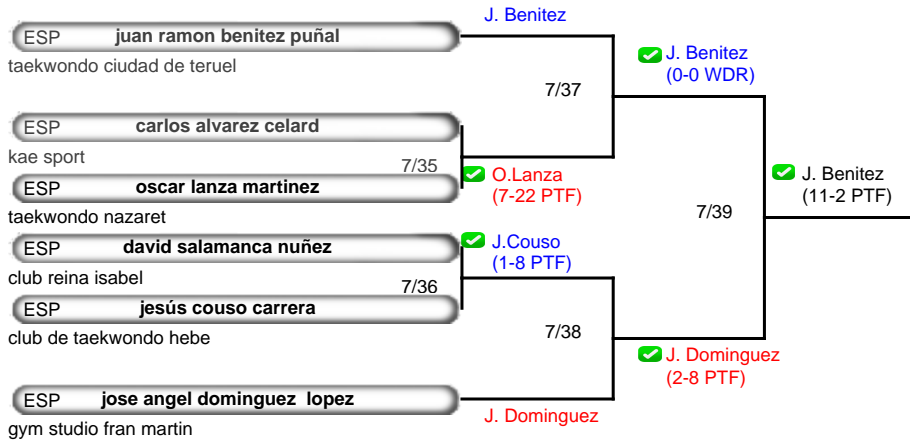 J. Benitez
ESP juan ramon benitez puñal
taekwondo ciudad de teruel
J. Benitez
(0-0 WDR)
7/37
ESP carlos alvarez celard
kae sport
7/35
O.Lanza
(7-22 PTF)
ESP oscar lanza martinez
taekwondo nazaret
J. Benitez
(11-2 PTF)
7/39
ESP david salamanca nuñez
club reina isabel
J.Couso
(1-8 PTF)
7/36
ESP jesús couso carrera
club de taekwondo hebe
7/38
J. Dominguez
(2-8 PTF)
ESP jose angel dominguez lopez
gym studio fran martin
J. Dominguez